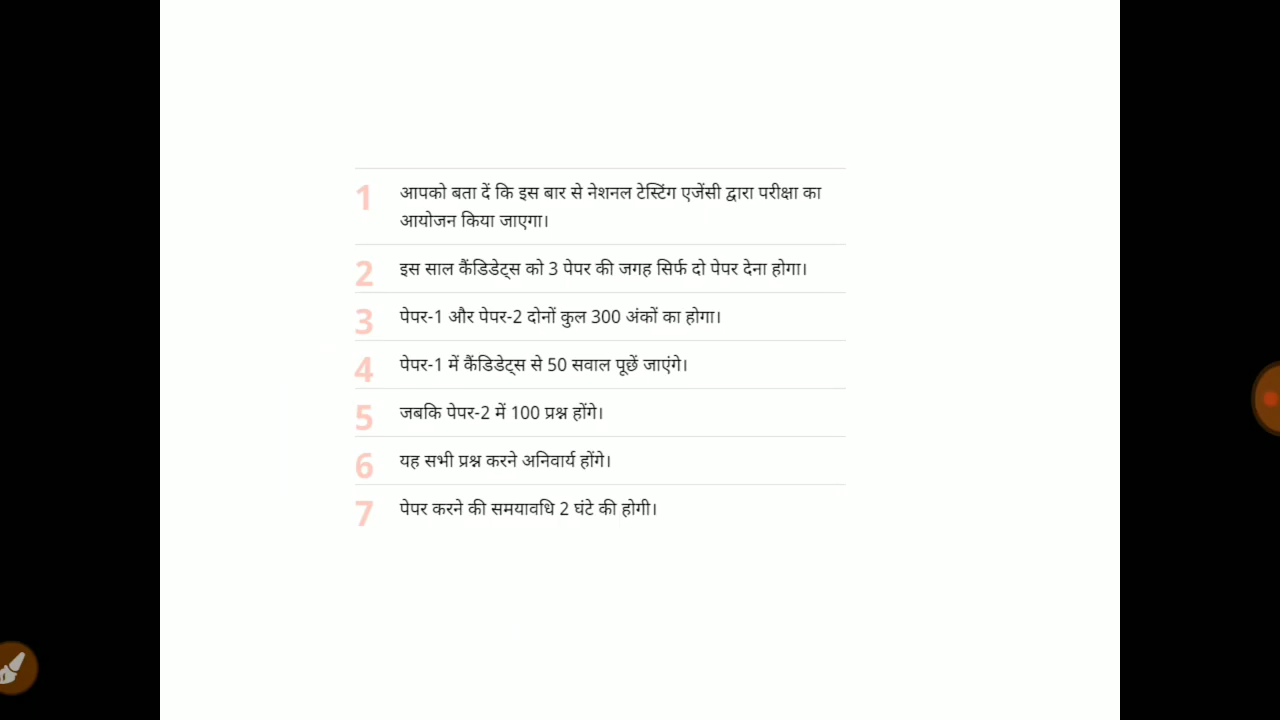 1 आपको बता दें कि इस बार से नेशनल टेस्टिंग एजेंसी द्वारा परीक्षा का
आयोजन किया जाएगा।
2 इस साल कैंडिडेट्स को 3 पेपर की जगह सिर्फ दो पेपर देना होगा।
3 पेपर-1 और पेपर-2 दोनों कुल 300 अंकों का होगा।
4 पेपर-1 में कैंडिडेट्स से 50 सवाल पूछें जाएंगे।
5 जबकि पेपर-2 में 100 प्रश्न होंगे।
6 यह सभी प्रश्न करने अनिवार्य होंगे।
7 पेपर करने की समयावधि 2 घंटे की होगी।